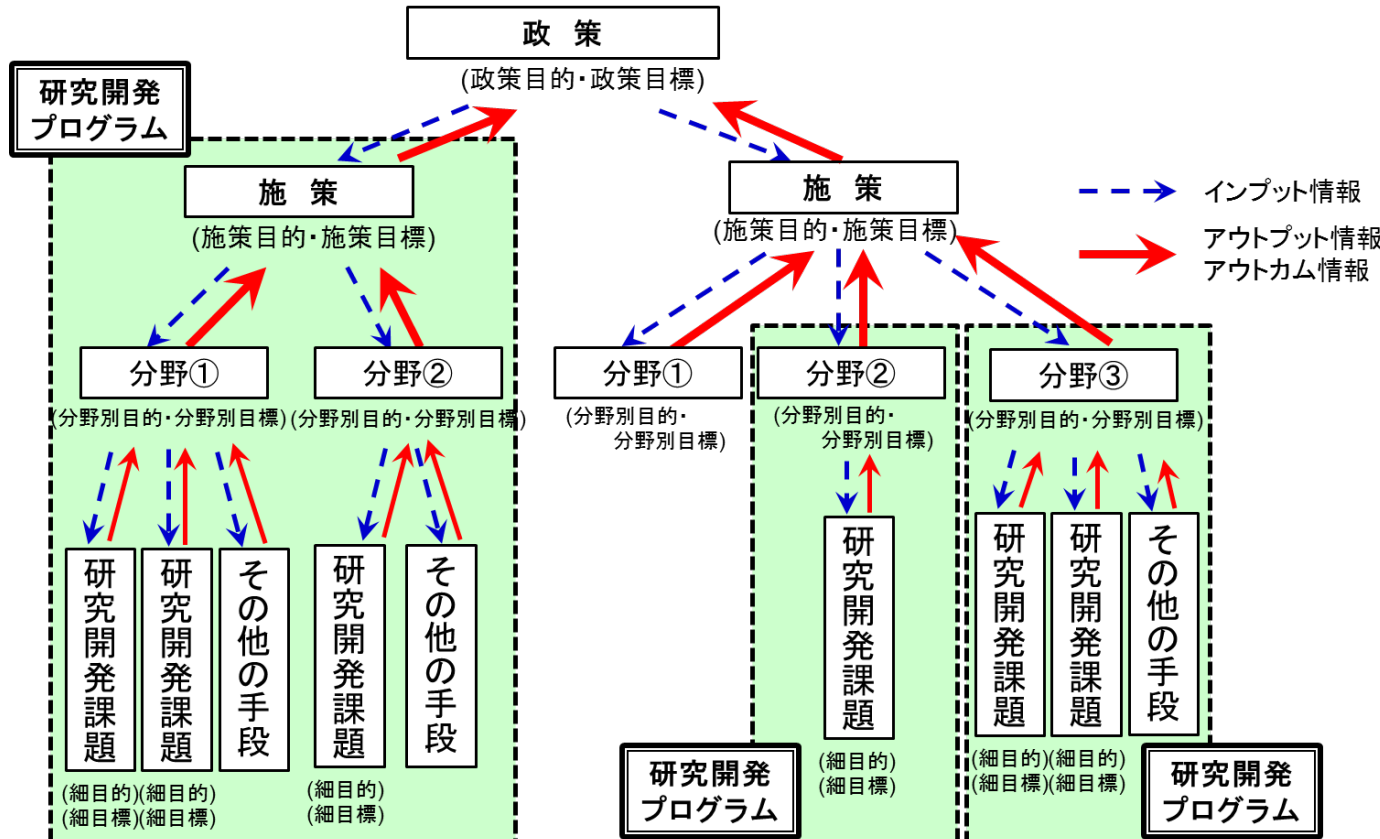 政 策
(政策目的・政策目標)
研究開発
プログラム
施 策
(施策目的・施策目標)
施 策
(施策目的・施策目標)
インプット情報
アウトプット情報
アウトカム情報
分野①
(分野別目的・分野別目標)
分野②
(分野別目的・分野別目標)
分野①
(分野別目的・
分野別目標)
分野②
(分野別目的・
分野別目標)
分野③
(分野別目的・分野別目標)
研究開発課題
(細目的)
(細目標)
研究開発課題
(細目的)
(細目標)
その他の手段
研究開発課題
(細目的)
(細目標)
その他の手段
研究開発課題
(細目的)
(細目標)
研究開発課題
(細目的)
(細目標)
研究開発課題
(細目的)
(細目標)
その他の手段
研究開発
プログラム
研究開発
プログラム